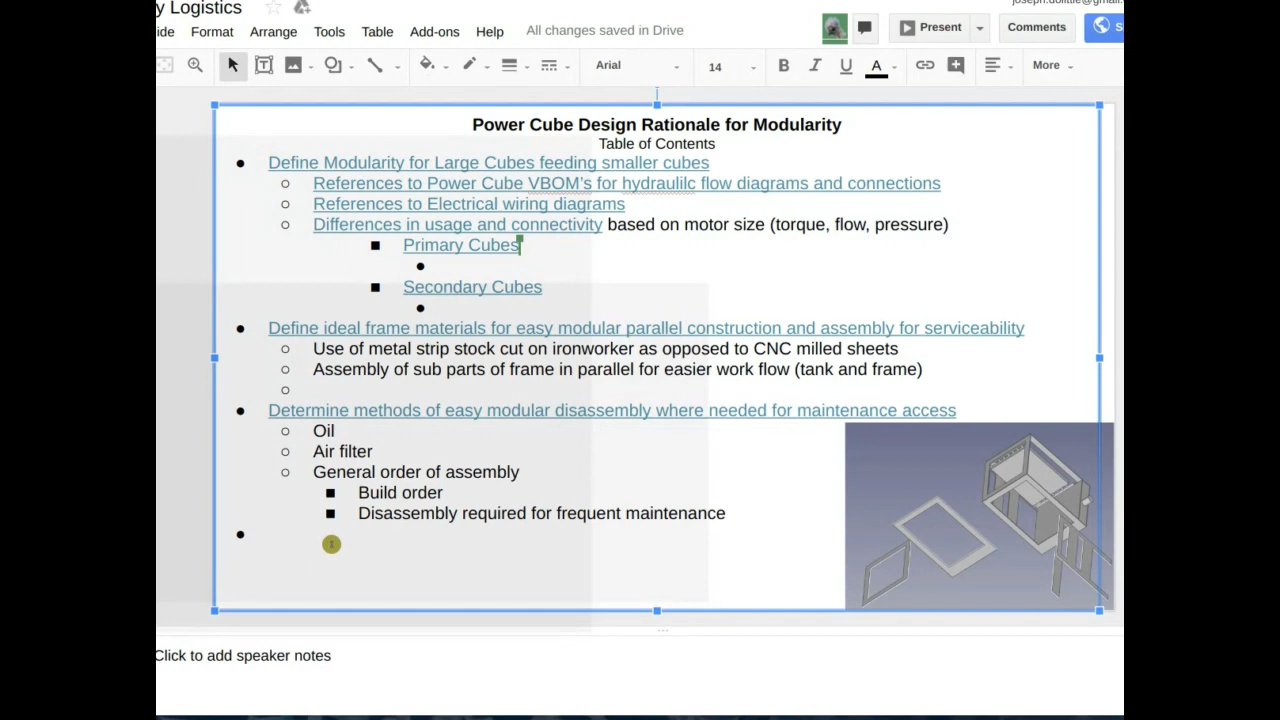 y Logistics
joseph.dolittle@gmail.
ide Format Arrange Tools Table Add-ons Help All changes saved in Drive Present Comments S
Arial 14 B I U A More
Power Cube Design Rationale for Modularity
Table of Contents
● Define Modularity for Large Cubes feeding smaller cubes
○ References to Power Cube VBOM's for hydraulilc flow diagrams and connections
○ References to Electrical wiring diagrams
○ Differences in usage and connectivity based on motor size (torque, flow, pressure)
■ Primary Cubes
●
■ Secondary Cubes
●
● Define ideal frame materials for easy modular parallel construction and assembly for serviceability
○ Use of metal strip stock cut on ironworker as opposed to CNC milled sheets
○ Assembly of sub parts of frame in parallel for easier work flow (tank and frame)
○
● Determine methods of easy modular disassembly where needed for maintenance access
○ Oil
○ Air filter
○ General order of assembly
■ Build order
■ Disassembly required for frequent maintenance
●
Click to add speaker notes